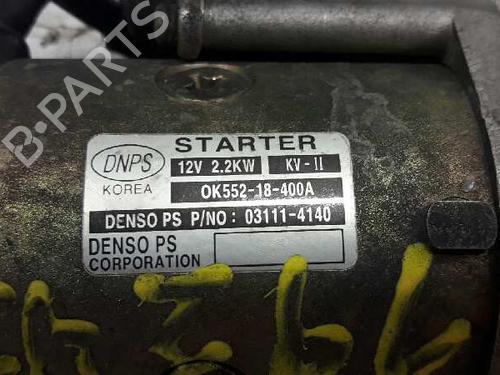 B-PARTS
STARTER
DNPS
12V 2.2KW KV-II
KOREA
OK552-18-400A
DENSO PS P/NO: 03111-4140
DENSO PS
CORPORATION